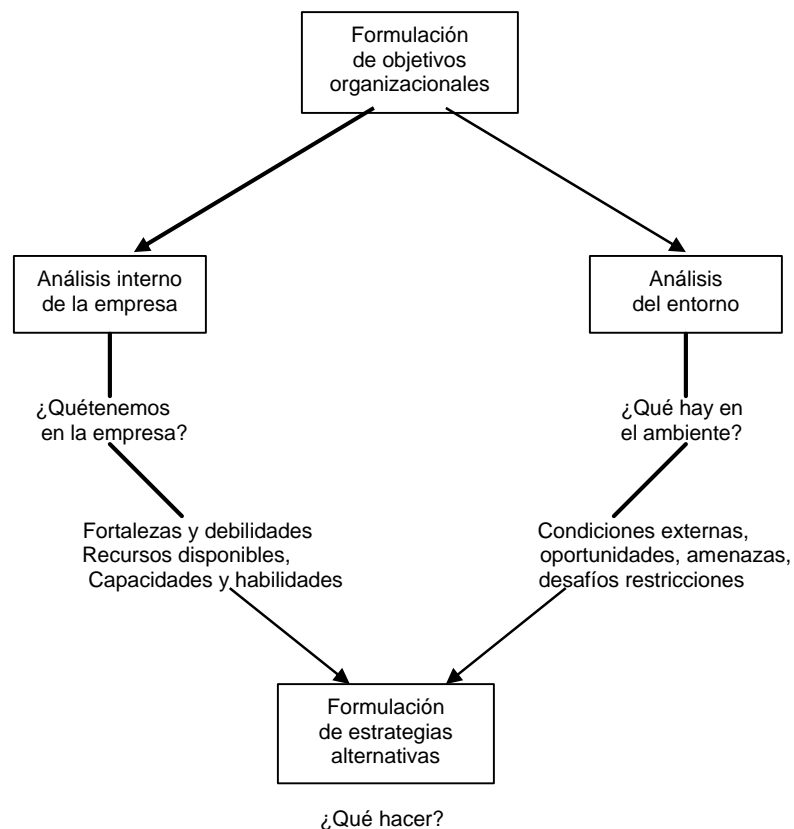 Formulación
de objetivos
organizacionales
Análisis interno
de la empresa
Análisis
del entorno
¿Quétenemos
en la empresa?
¿Qué hay en
el ambiente?
Fortalezas y debilidades
Recursos disponibles,
Capacidades y habilidades
Condiciones externas,
oportunidades, amenazas,
desafíos restricciones
Formulación
de estrategias
alternativas
¿Qué hacer?